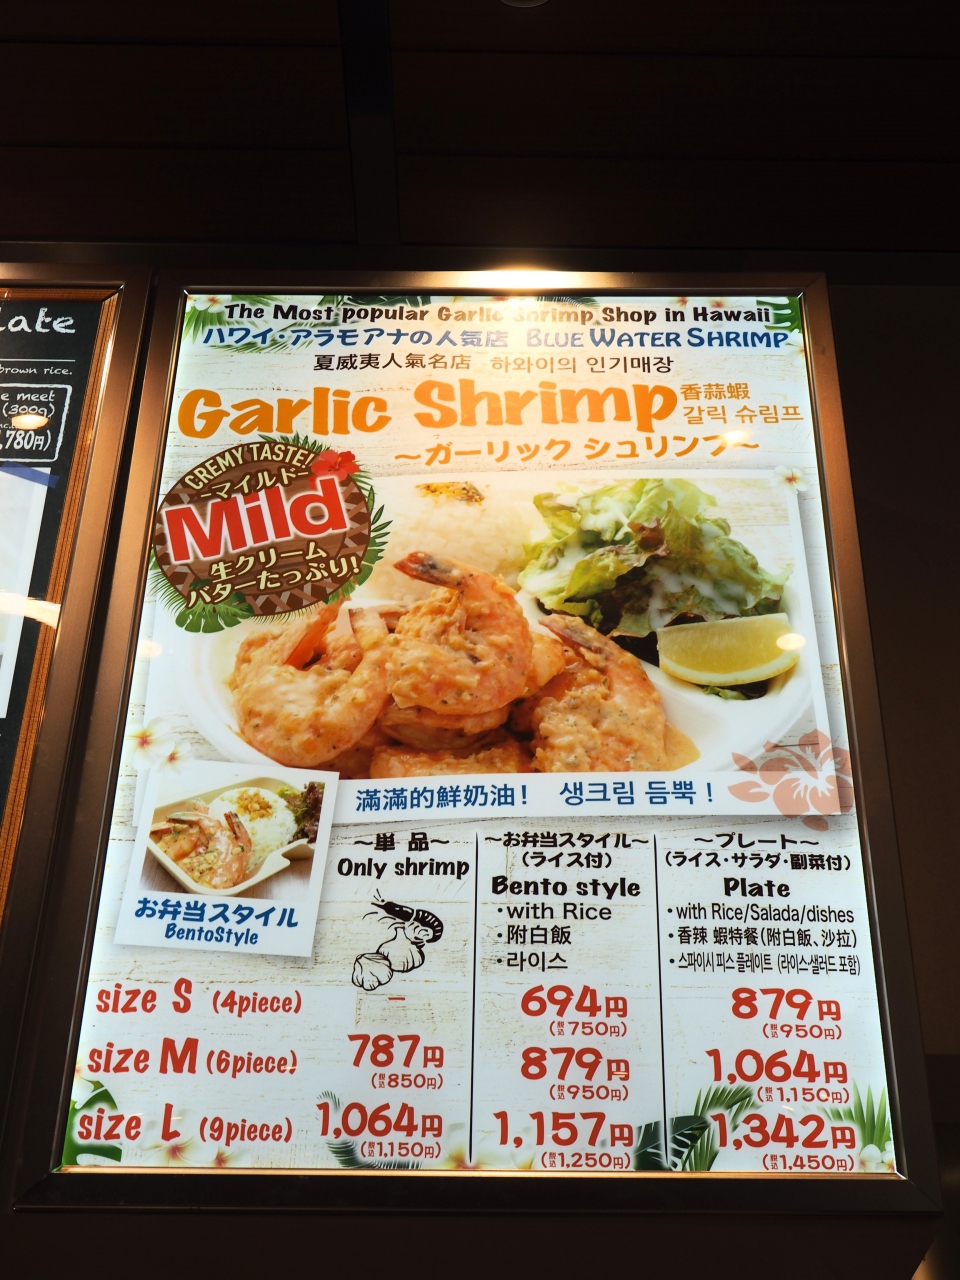 late
brown rice.
e meet
(300g)
,780円)
The Most popular Garlic Shrimp Shop in Hawaii
ハワイ・アラモアナの人気店 BLUE WATER SHRIMP
夏威夷人氣名店 하와이의 인기매장
Garlic Shrimp 香蒜蝦 갈릭 슈림프
～ガーリック シュリンプ～
CREMY TASTE!
-マイルド-
Mild
生クリーム
バターたっぷり!
滿滿的鮮奶油! 생크림 듬뿍!
お弁当スタイル
BentoStyle
～単 品～
Only shrimp
～お弁当スタイル～
(ライス付)
Bento style
・with Rice
・附白飯
・라이스
～プレート～
(ライス・サラダ・副菜付)
Plate
・with Rice/Salada/dishes
・香辣 蝦特餐(附白飯、沙拉)
・스파이시 피스 플레이트 (라이스·샐러드 포함)
size S (4piece) － 694円 879円
(税込750円) (税込950円)
size M (6piece) 787円 879円 1,064円
(税込850円) (税込950円) (税込1,150円)
size L (9piece) 1,064円 1,157円 1,342円
(税込1,150円) (税込1,250円) (税込1,450円)